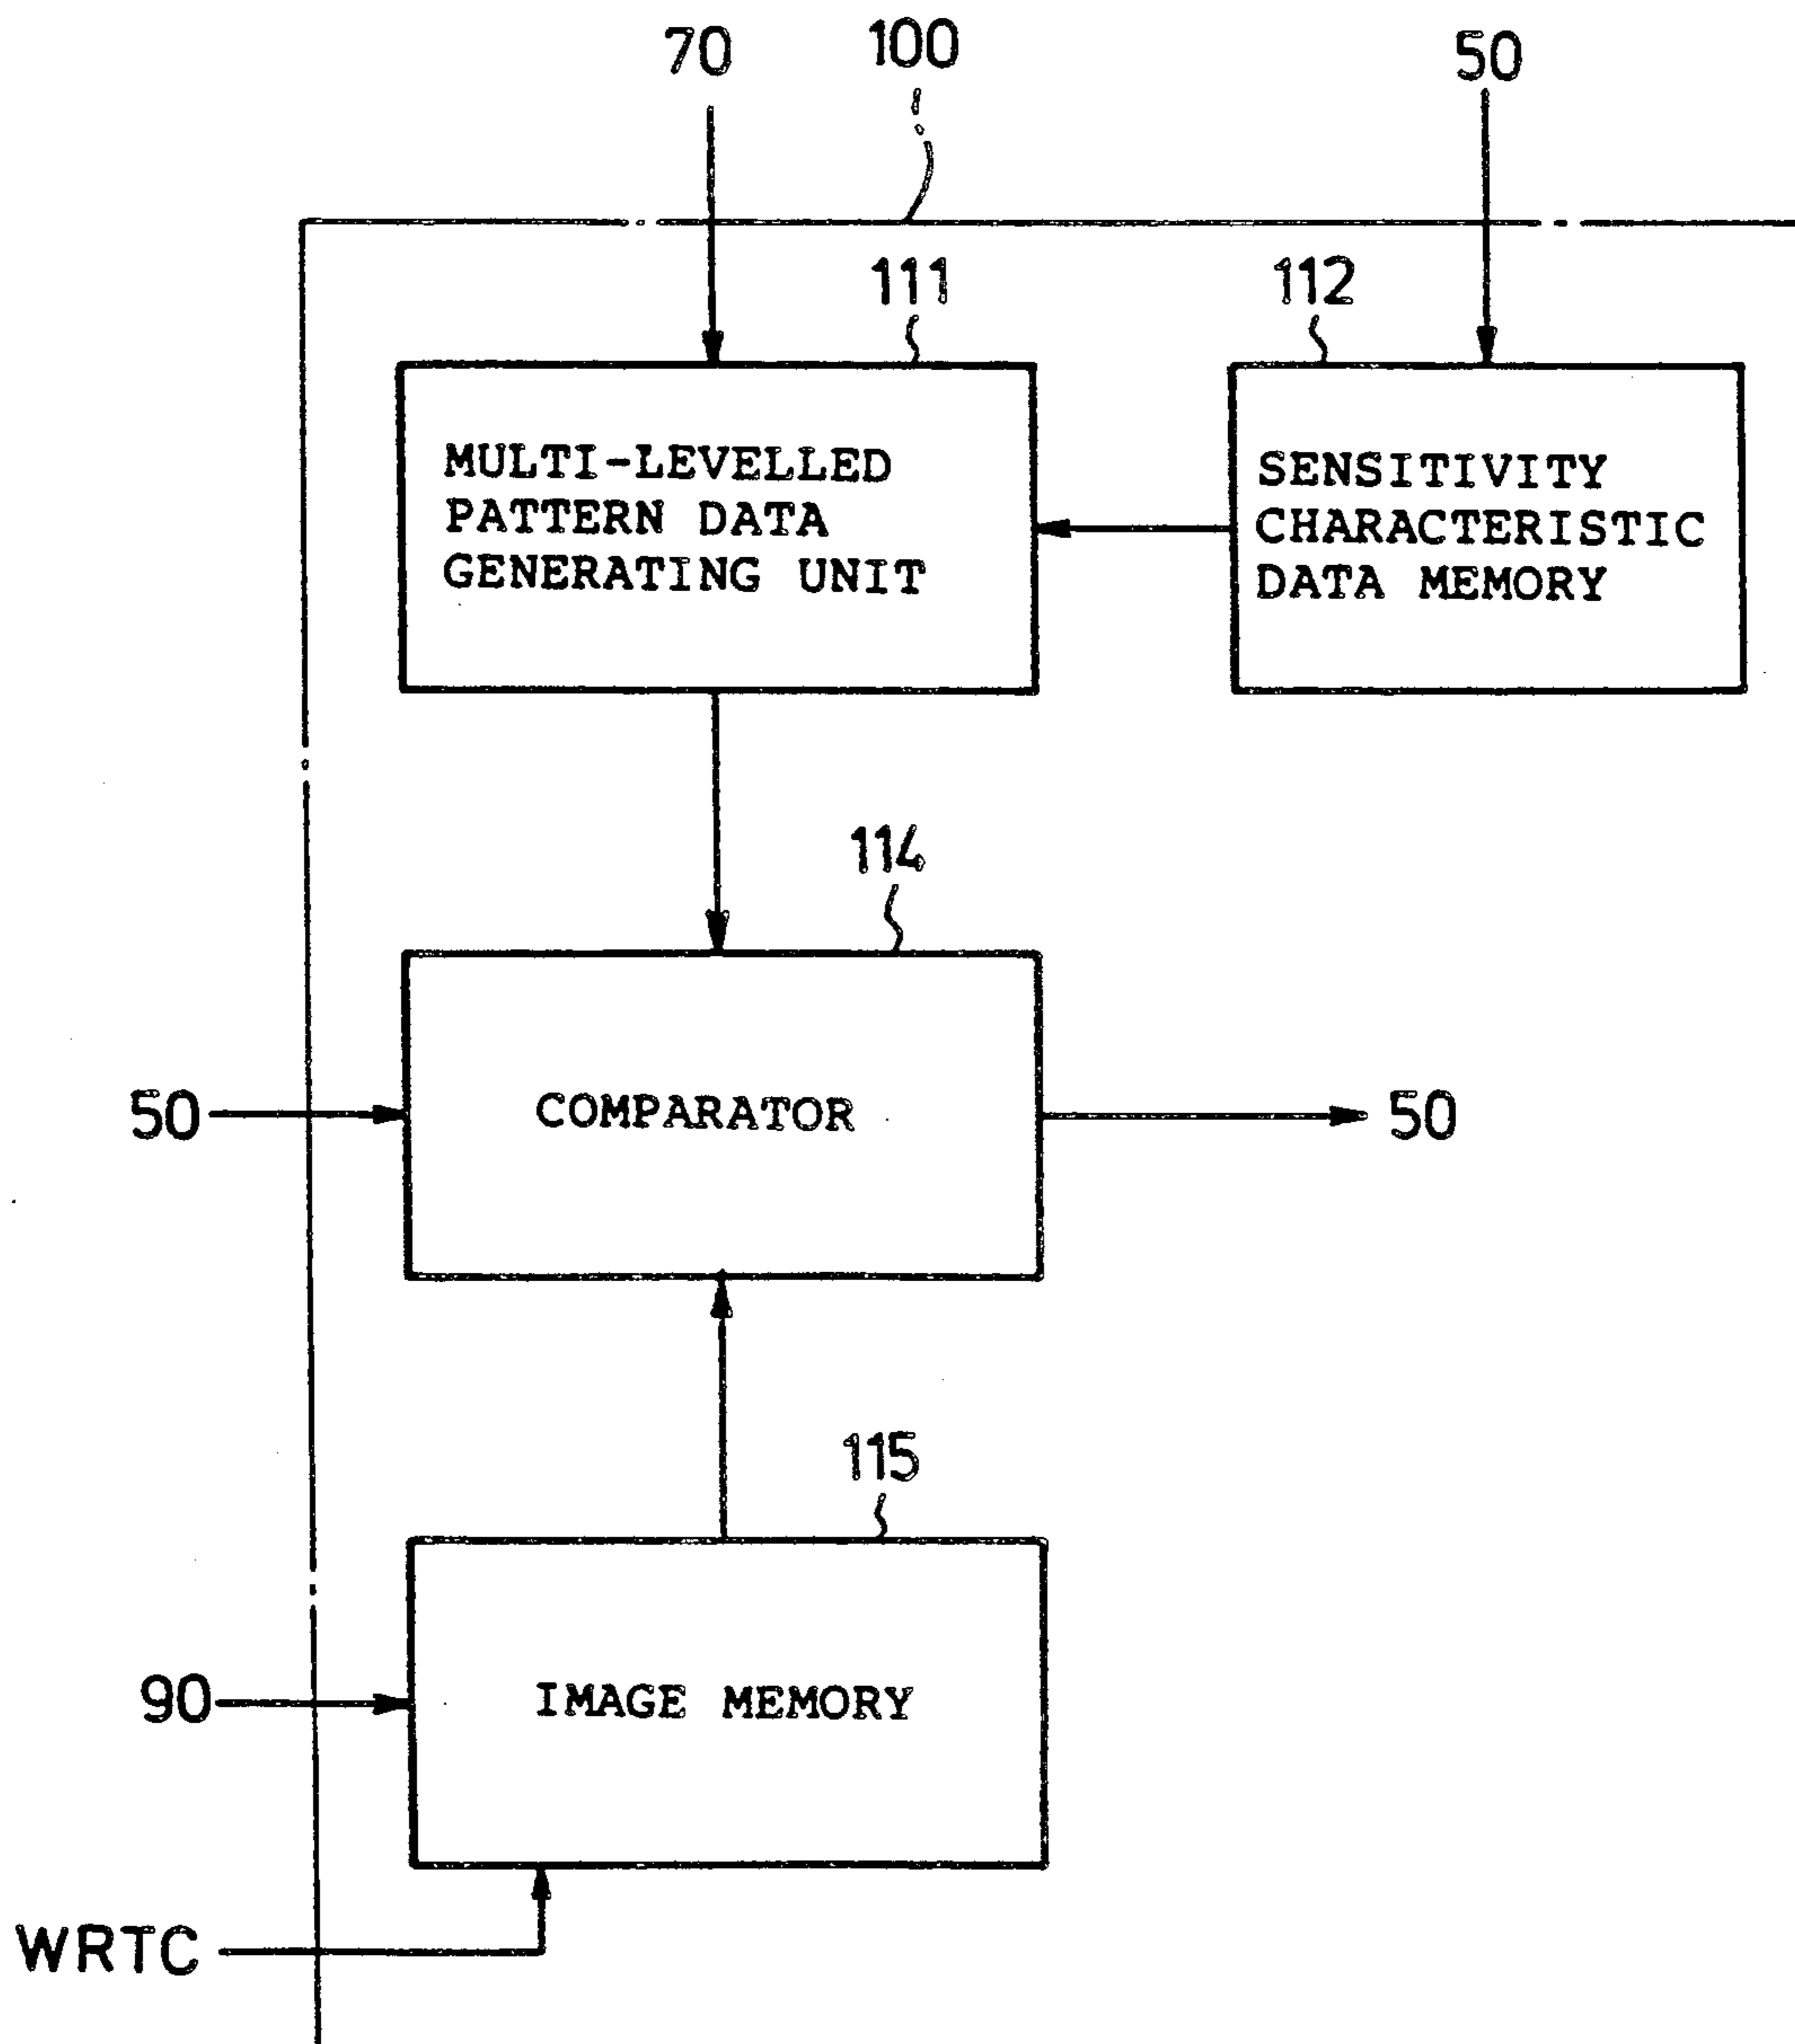 70
100
50
111
112
MULTI-LEVELLED
PATTERN DATA
GENERATING UNIT
SENSITIVITY
CHARACTERISTIC
DATA MEMORY
114
50
COMPARATOR
50
115
90
IMAGE MEMORY
WRTC